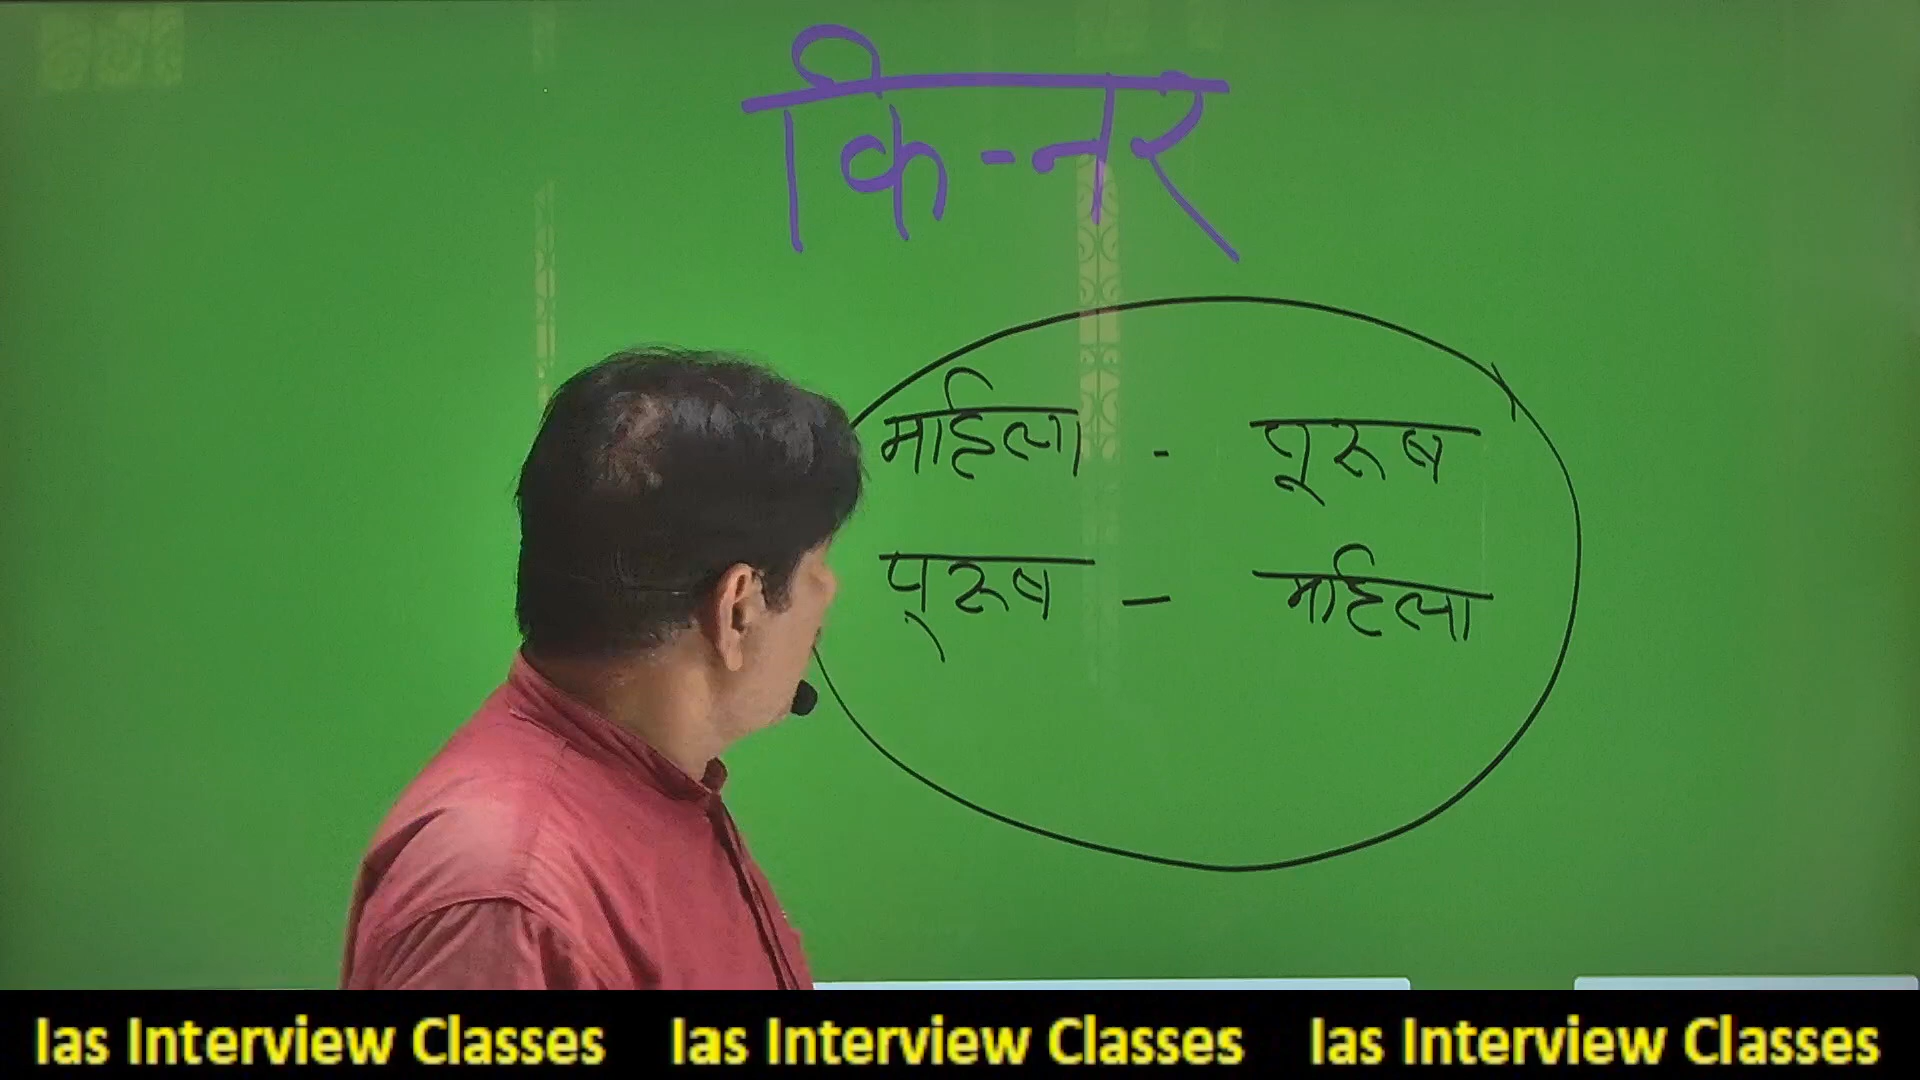 कि-नर
महिला - पुरूष
पुरूष - महिला
Ias Interview Classes Ias Interview Classes Ias Interview Classes